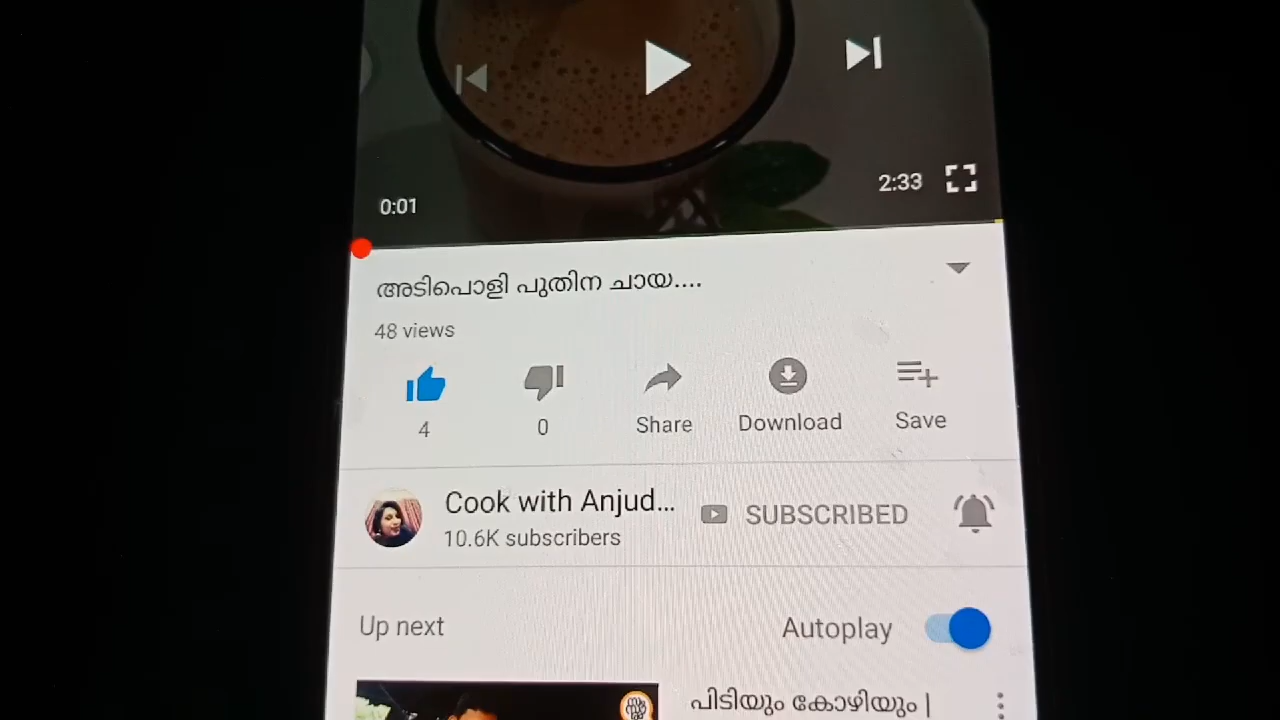 0:01
2:33
അടിപൊളി പുതിന ചായ....
48 views
4
0
Share
Download
Save
Cook with Anjud...
10.6K subscribers
SUBSCRIBED
Up next
Autoplay
പിടിയും കോഴിയും |